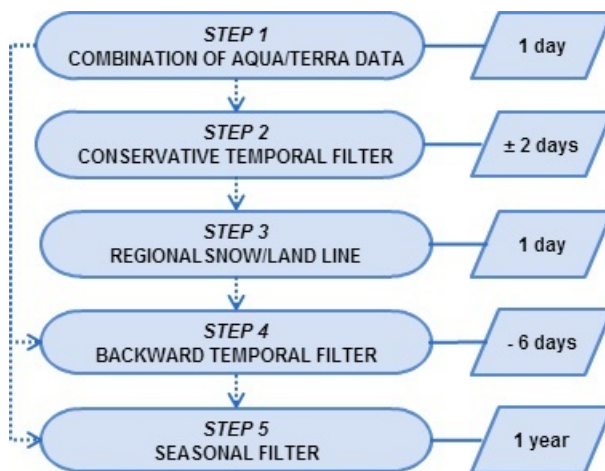 STEP 1
COMBINATION OF AQUA/TERRA DATA
1 day
STEP 2
CONSERVATIVE TEMPORAL FILTER
± 2 days
STEP 3
REGIONAL SNOW/LAND LINE
1 day
STEP 4
BACKWARD TEMPORAL FILTER
- 6 days
STEP 5
SEASONAL FILTER
1 year